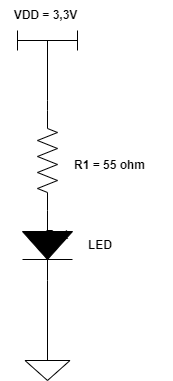 VDD = 3,3V
R1 = 55 ohm
LED